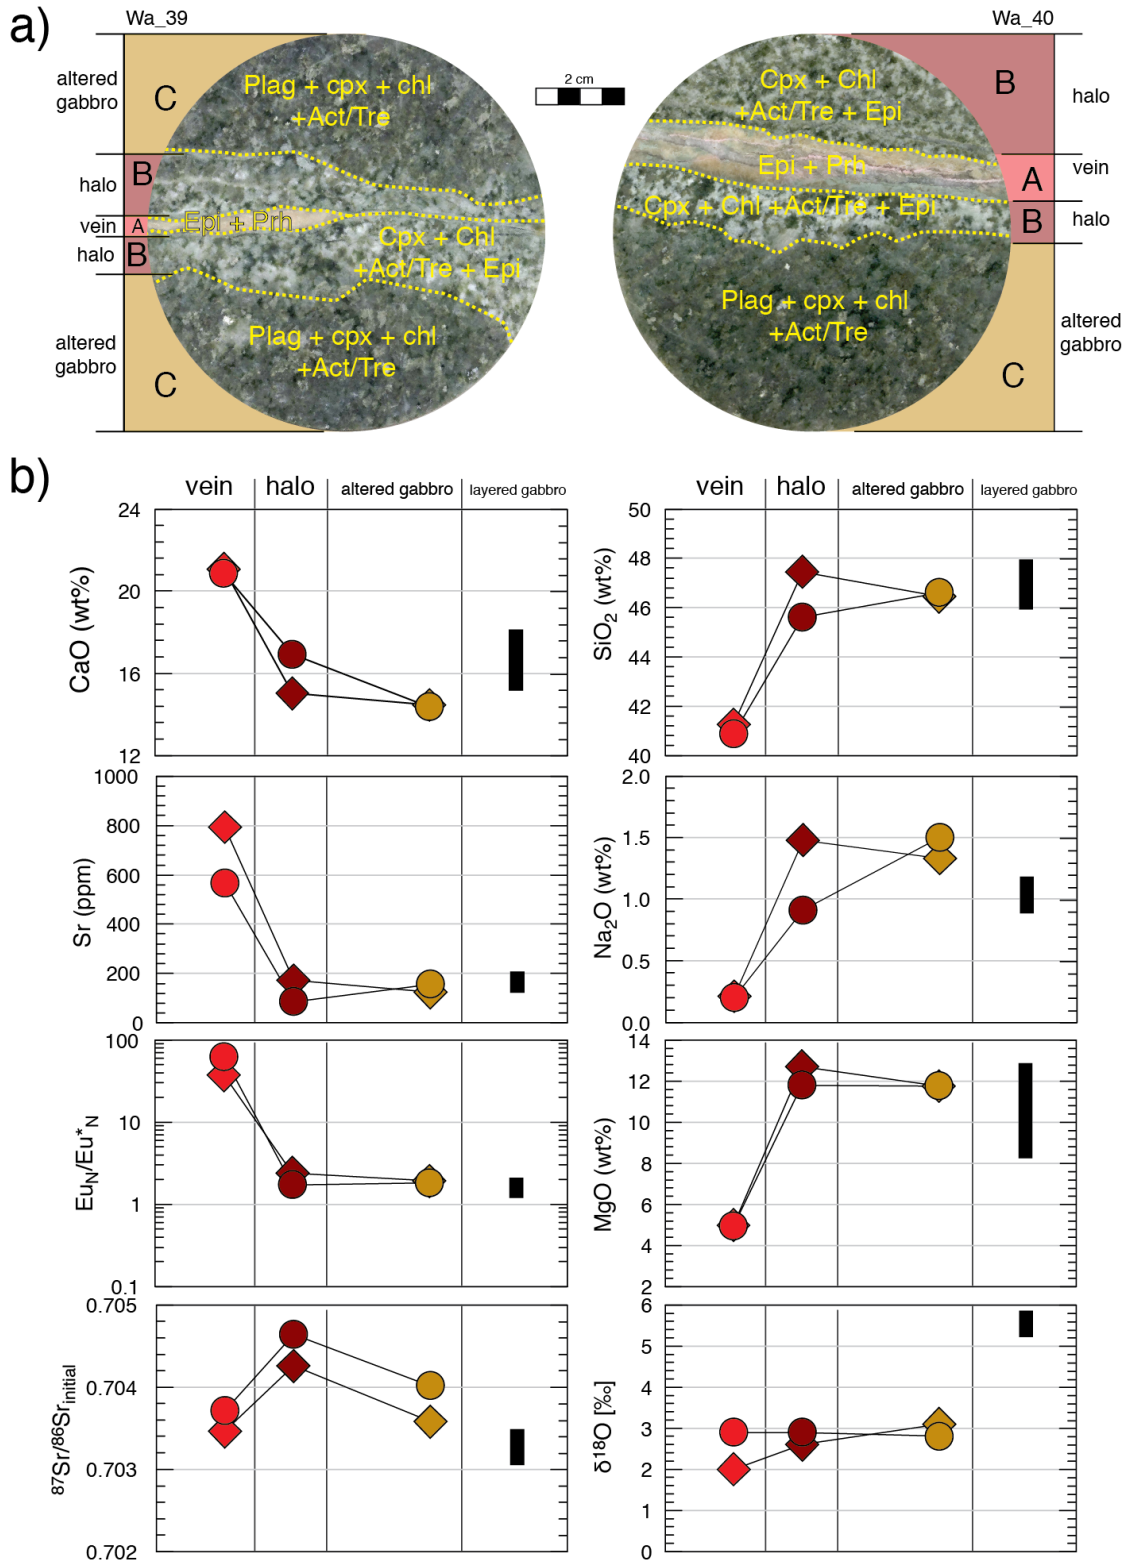 a)
Wa_39
Wa_40
altered
gabbro
C
Plag + cpx + chl
+Act/Tre
2 cm
Cpx + Chl
+Act/Tre + Epi
B
halo
halo
B
vein
A
Epi + Prh
halo
B
Cpx + Chl
+Act/Tre + Epi
Epi + Prh
A
vein
Cpx + Chl +Act/Tre + Epi
B
halo
altered
gabbro
C
Plag + cpx + chl
+Act/Tre
Plag + cpx + chl
+Act/Tre
C
altered
gabbro
b)
vein halo altered gabbro layered gabbro
24
20
16
12
CaO (wt%)
vein halo altered gabbro layered gabbro
50
48
46
44
42
40
SiO2 (wt%)
1000
800
600
400
200
0
Sr (ppm)
2.0
1.5
1.0
0.5
0.0
Na2O (wt%)
100
10
1
0.1
EuN/Eu*N
14
12
10
8
6
4
2
MgO (wt%)
0.705
0.704
0.703
0.702
87Sr/86Srinitial
6
5
4
3
2
1
0
δ18O [‰]